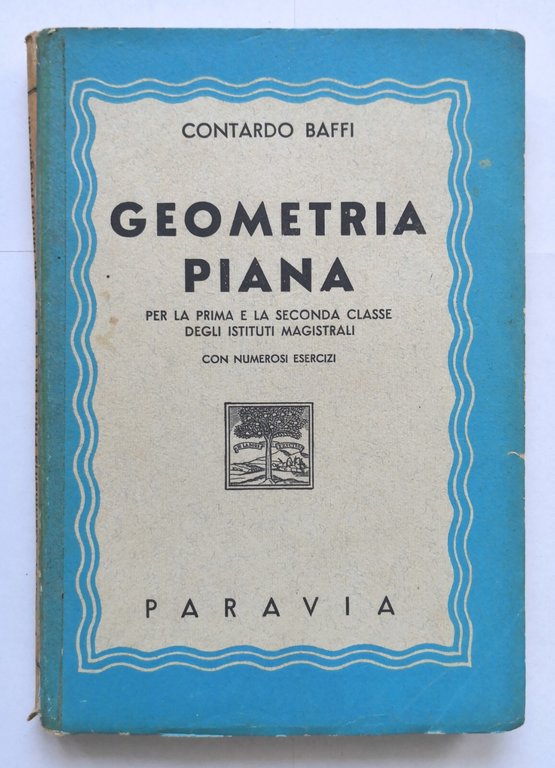 CONTARDO BAFFI
GEOMETRIA
PIANA
PER LA PRIMA E LA SECONDA CLASSE
DEGLI ISTITUTI MAGISTRALI
CON NUMEROSI ESERCIZI
PARAVIA